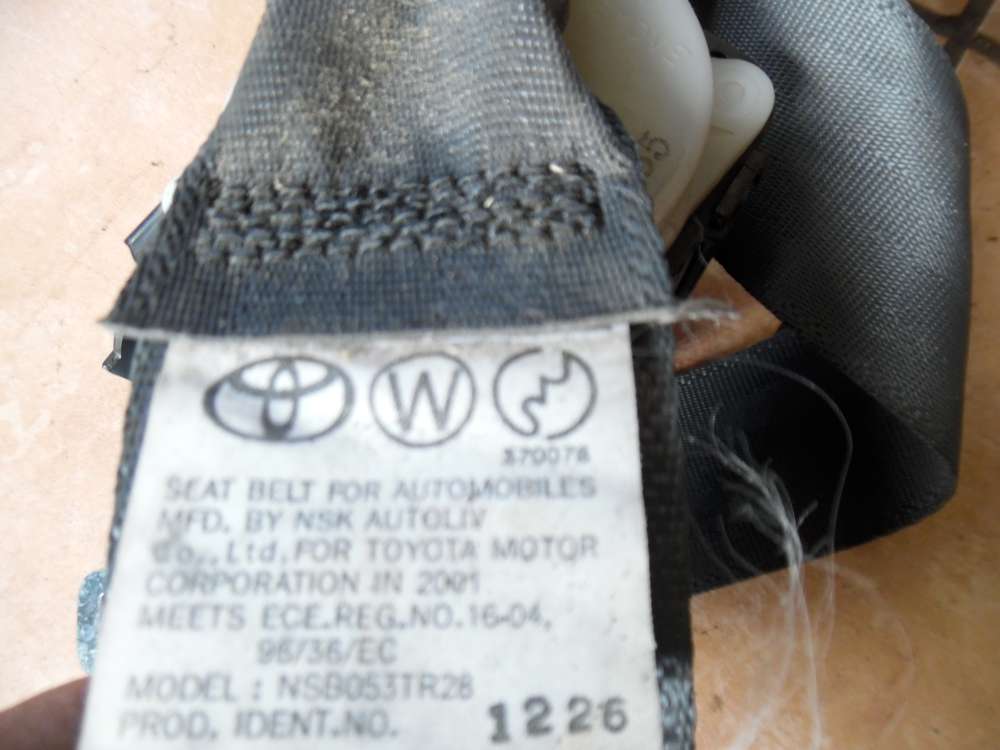 W
870078
SEAT BELT FOR AUTOMOBILES
MFD. BY NSK AUTOLIV
Co., Ltd. FOR TOYOTA MOTOR
CORPORATION IN 2001
MEETS ECE.REG.NO.16-04,
96/36/EC
MODEL : NSB053TR28
PROD. IDENT.NO. 1226